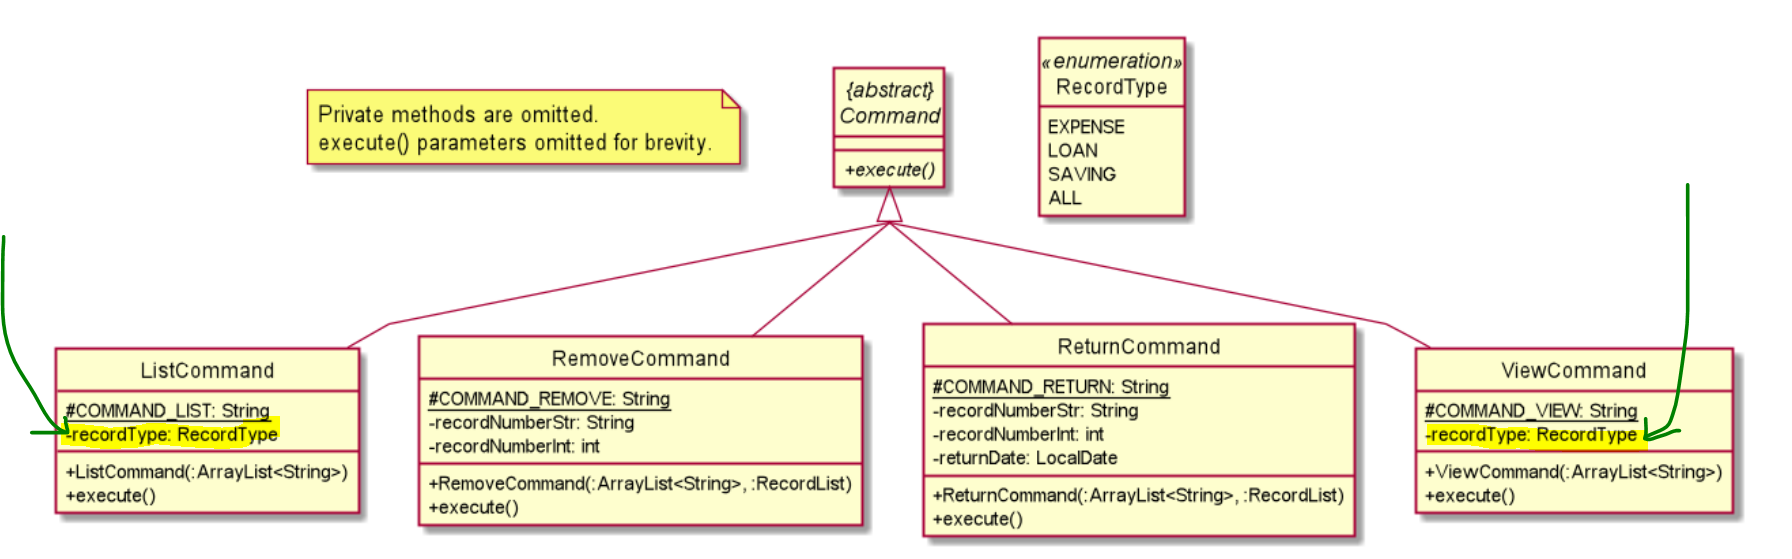 Private methods are omitted.
execute() parameters omitted for brevity.
{abstract}
Command
+execute()
«enumeration»
RecordType
EXPENSE
LOAN
SAVING
ALL
ListCommand
#COMMAND_LIST: String
-recordType: RecordType
+ListCommand(:ArrayList<String>)
+execute()
RemoveCommand
#COMMAND_REMOVE: String
-recordNumberStr: String
-recordNumberInt: int
+RemoveCommand(:ArrayList<String>, :RecordList)
+execute()
ReturnCommand
#COMMAND_RETURN: String
-recordNumberStr: String
-recordNumberInt: int
-returnDate: LocalDate
+ReturnCommand(:ArrayList<String>, :RecordList)
+execute()
ViewCommand
#COMMAND_VIEW: String
-recordType: RecordType
+ViewCommand(:ArrayList<String>)
+execute()